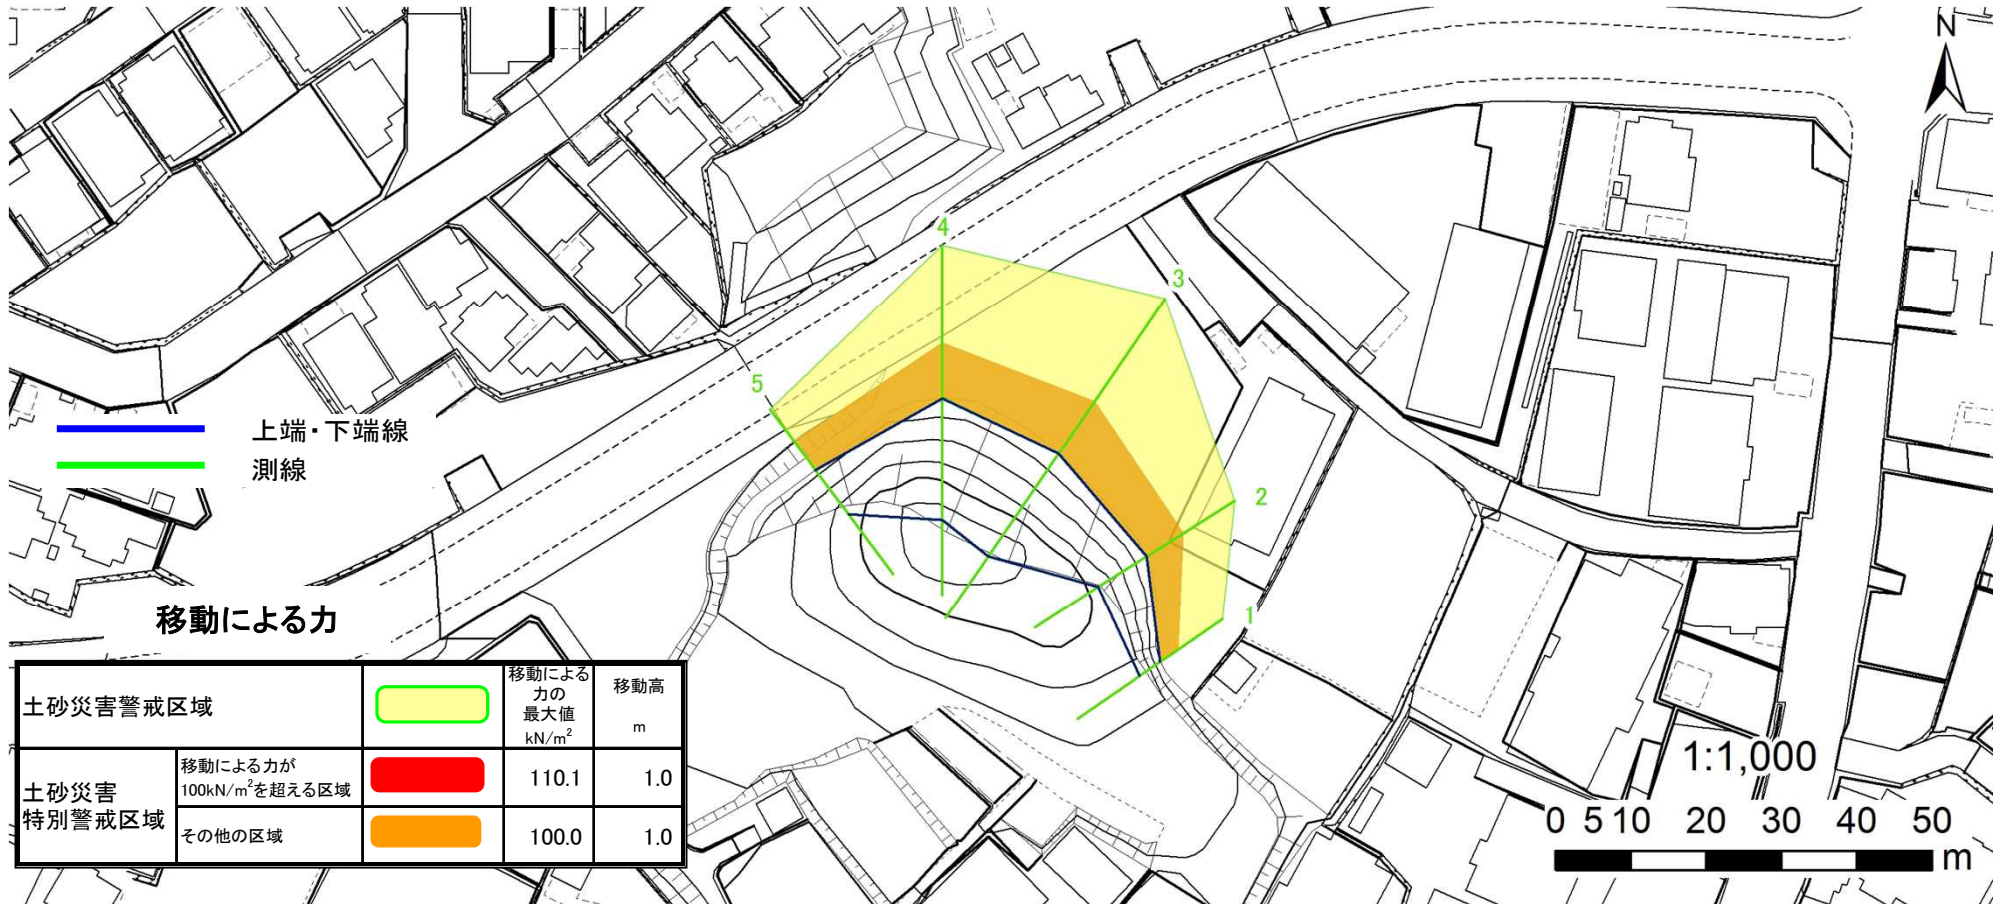 N
4
3
5
2
1
上端・下端線
測線
移動による力
土砂災害警戒区域
移動による
力の
最大値
kN/m²
移動高
m
土砂災害
特別警戒区域
移動による力が
100kN/m²を超える区域
110.1
1.0
その他の区域
100.0
1.0
1:1,000
0 5 10 20 30 40 50
m